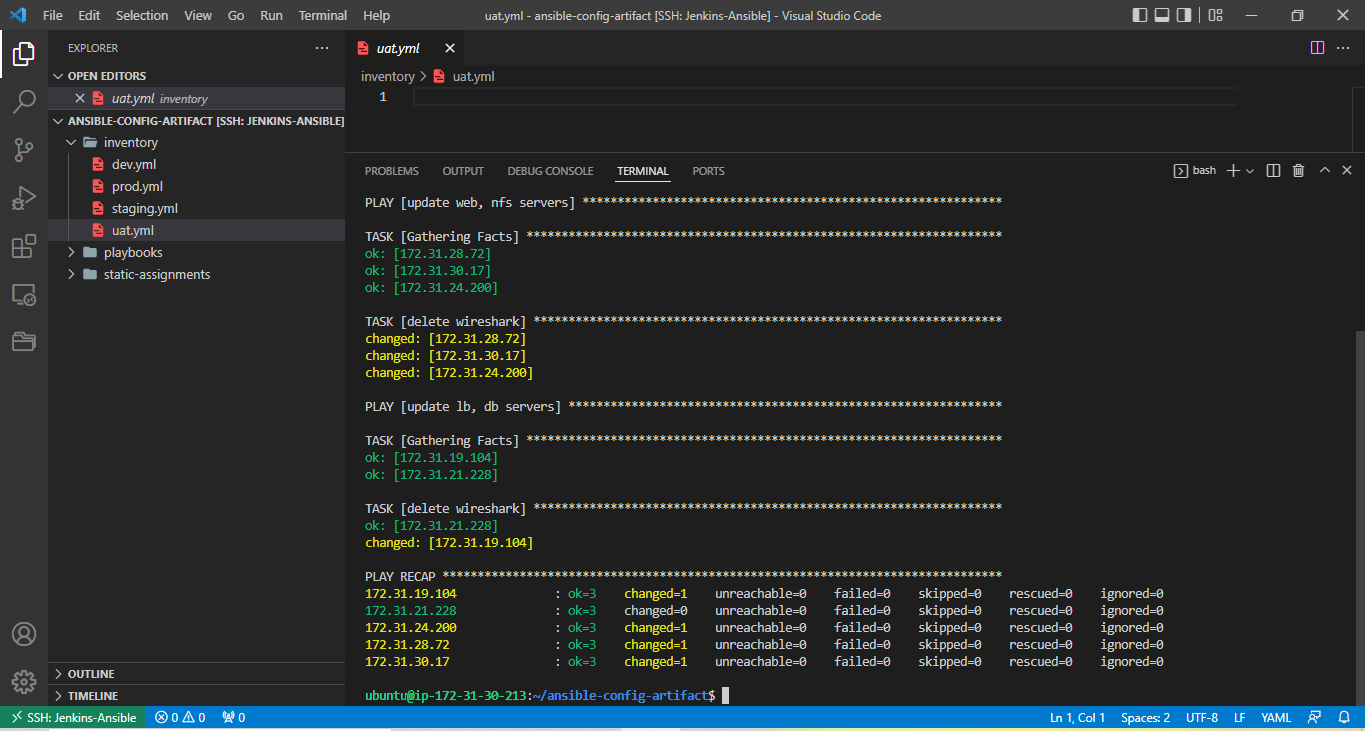 File Edit Selection View Go Run Terminal Help uat.yml - ansible-config-artifact [SSH: Jenkins-Ansible] - Visual Studio Code
EXPLORER
OPEN EDITORS
uat.yml inventory
ANSIBLE-CONFIG-ARTIFACT [SSH: JENKINS-ANSIBLE]
inventory
dev.yml
prod.yml
staging.yml
uat.yml
playbooks
static-assignments
OUTLINE
TIMELINE
uat.yml
inventory > uat.yml
1
PROBLEMS OUTPUT DEBUG CONSOLE TERMINAL PORTS bash
PLAY [update web, nfs servers] ************************************************************
TASK [Gathering Facts] ********************************************************************
ok: [172.31.28.72]
ok: [172.31.30.17]
ok: [172.31.24.200]
TASK [delete wireshark] *******************************************************************
changed: [172.31.28.72]
changed: [172.31.30.17]
changed: [172.31.24.200]
PLAY [update lb, db servers] **************************************************************
TASK [Gathering Facts] ********************************************************************
ok: [172.31.19.104]
ok: [172.31.21.228]
TASK [delete wireshark] *******************************************************************
ok: [172.31.21.228]
changed: [172.31.19.104]
PLAY RECAP ********************************************************************************
172.31.19.104 : ok=3 changed=1 unreachable=0 failed=0 skipped=0 rescued=0 ignored=0
172.31.21.228 : ok=3 changed=0 unreachable=0 failed=0 skipped=0 rescued=0 ignored=0
172.31.24.200 : ok=3 changed=1 unreachable=0 failed=0 skipped=0 rescued=0 ignored=0
172.31.28.72 : ok=3 changed=1 unreachable=0 failed=0 skipped=0 rescued=0 ignored=0
172.31.30.17 : ok=3 changed=1 unreachable=0 failed=0 skipped=0 rescued=0 ignored=0
ubuntu@ip-172-31-30-213:~/ansible-config-artifact$
SSH: Jenkins-Ansible 0 0 0 Ln 1, Col 1 Spaces: 2 UTF-8 LF YAML